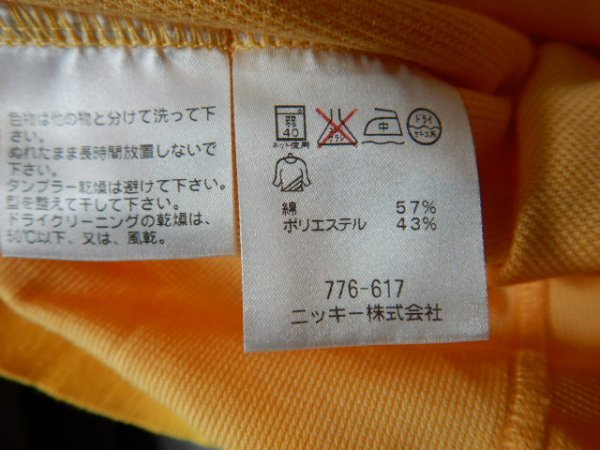 色物は他の物と分けて洗って下
さい。
ぬれたまま長時間放置しないで
下さい。
タンブラー乾燥は避けて下さい。
型を整えて干して下さい。
ドライクリーニングの乾燥は、
50℃以下、又は、風乾。
弱
40
ネット使用
中
ドライ
セキユ系
綿 57%
ポリエステル 43%
776-617
ニッキー株式会社